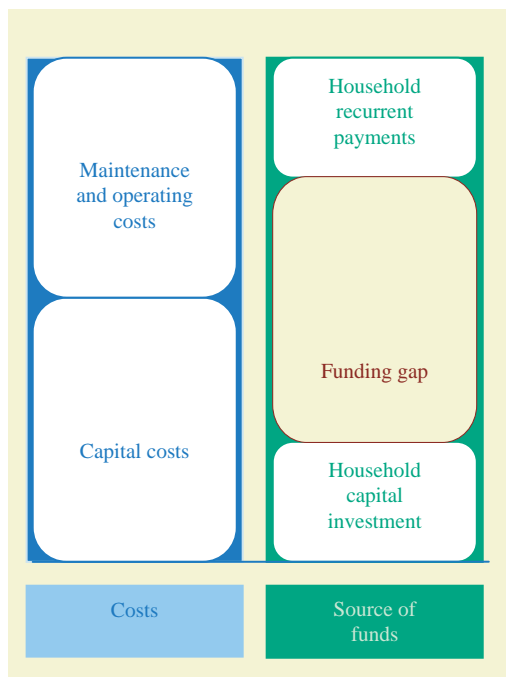 Maintenance
and operating
costs
Capital costs
Household
recurrent
payments
Funding gap
Household
capital
investment
Costs
Source of
funds